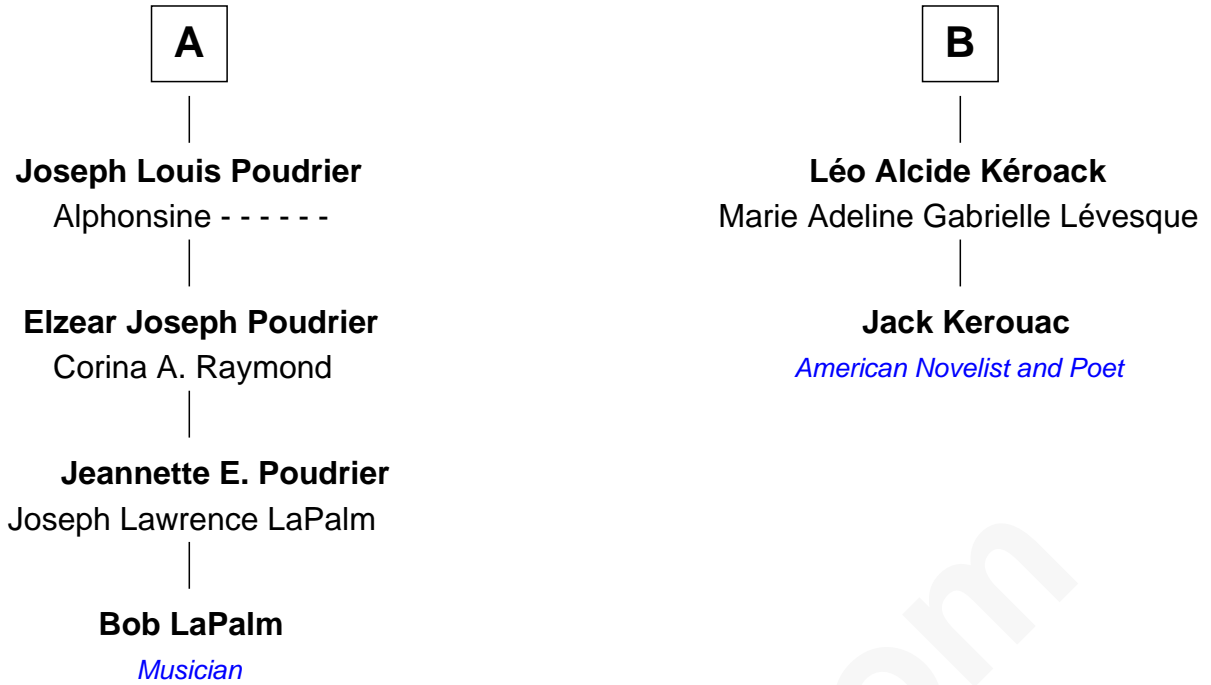 A
Joseph Louis Poudrier
Alphonsine - - - - - -
Elzear Joseph Poudrier
Corina A. Raymond
Jeannette E. Poudrier
Joseph Lawrence LaPalm
Bob LaPalm
Musician
B
Léo Alcide Kéroack
Marie Adeline Gabrielle Lévesque
Jack Kerouac
American Novelist and Poet
om